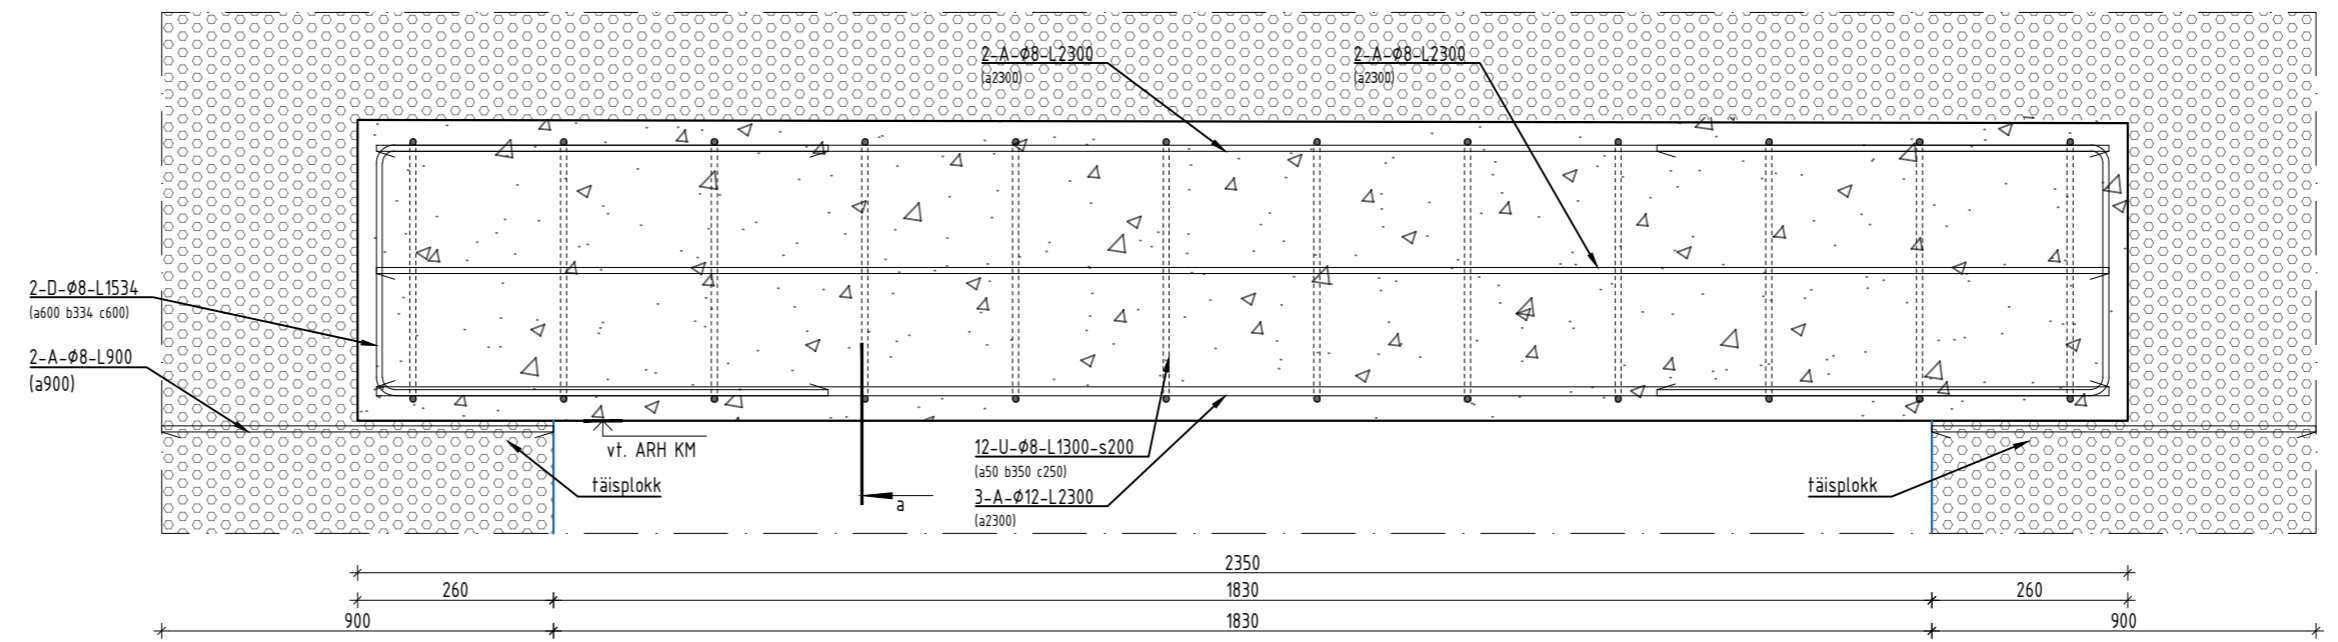 2-A-Ø8-L2300
(a2300)
2-A-Ø8-L2300
(a2300)
2-D-Ø8-L1534
(a600 b334 c600)
2-A-Ø8-L900
(a900)
vt. ARH KM
täisplokk
12-U-Ø8-L1300-s200
(a50 b350 c250)
3-A-Ø12-L2300
(a2300)
a
täisplokk
2350
260
1830
260
900
1830
900